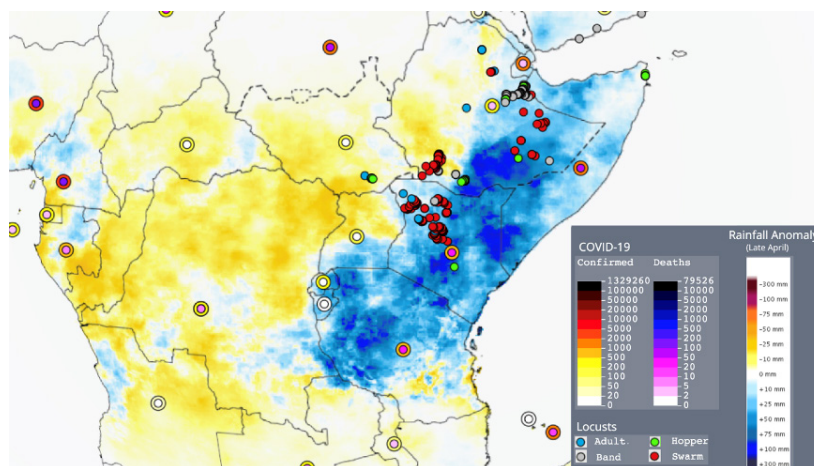 COVID-19
Confirmed Deaths
1329260 79526
100000 10000
50000 5000
20000 2000
10000 1000
5000 500
2000 200
1000 100
500 50
200 20
100 10
50 5
20 2
0 0
Rainfall Anomaly
(Late April)
-300 mm
-100 mm
-75 mm
-50 mm
-25 mm
-10 mm
0 mm
+10 mm
+25 mm
+50 mm
+75 mm
+100 mm
Locusts
Adult. Hopper
Band Swarm